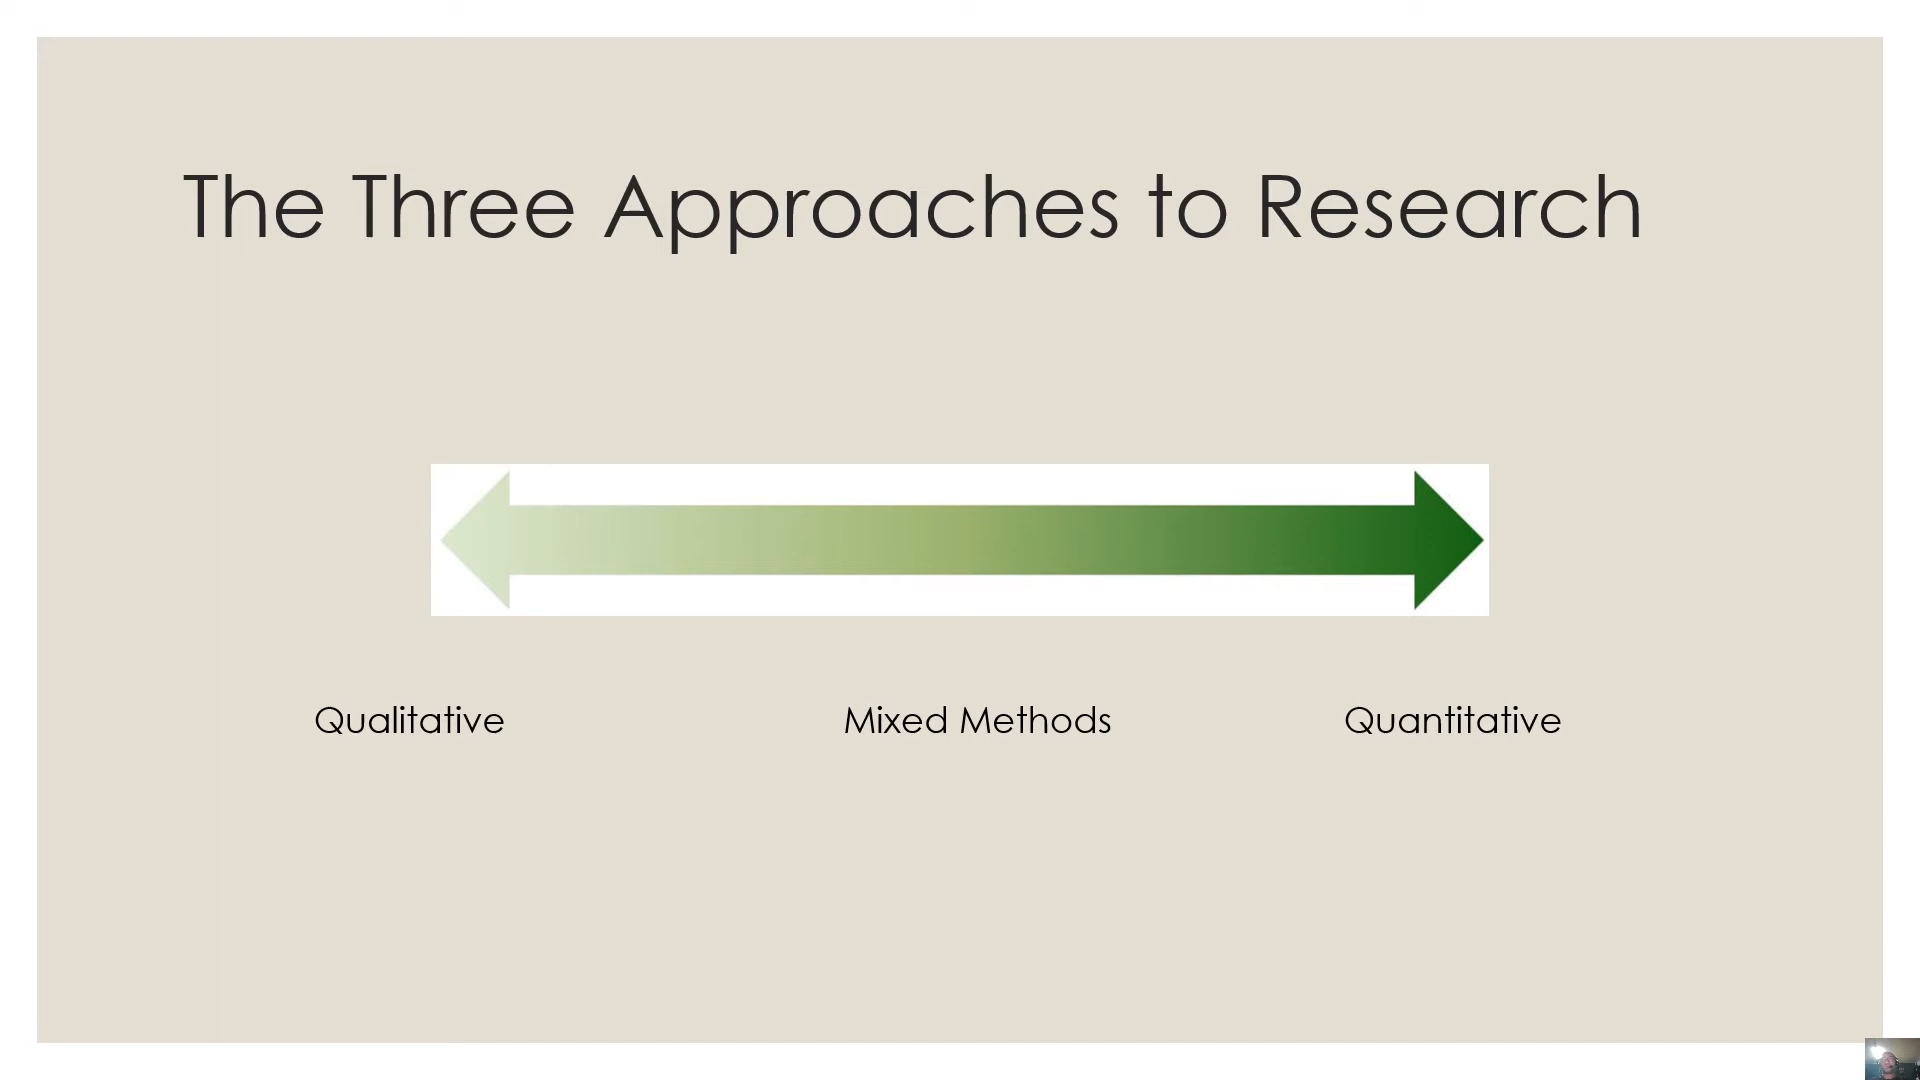 The Three Approaches to Research
Qualitative
Mixed Methods
Quantitative